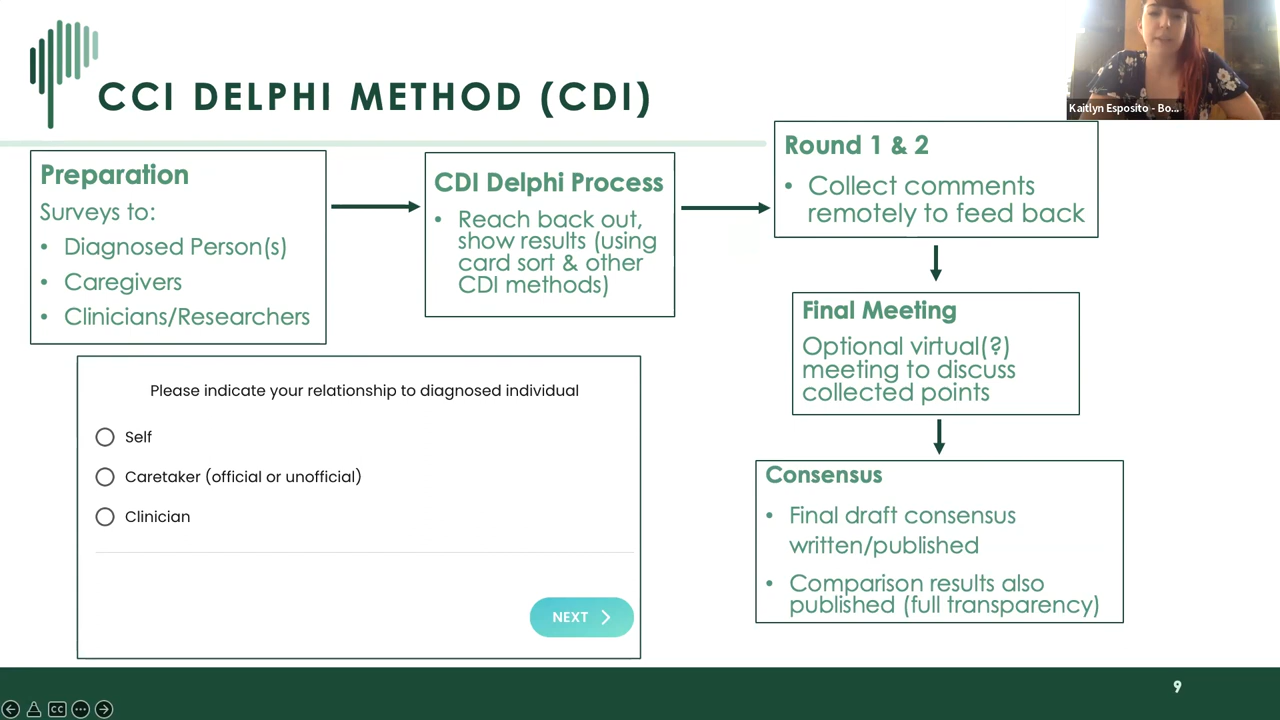 CCI DELPHI METHOD (CDI)
Kaitlyn Esposito - Bo...
Preparation
Surveys to:
• Diagnosed Person(s)
• Caregivers
• Clinicians/Researchers
CDI Delphi Process
• Reach back out,
show results (using
card sort & other
CDI methods)
Round 1 & 2
• Collect comments
remotely to feed back
Final Meeting
Optional virtual(?)
meeting to discuss
collected points
Consensus
• Final draft consensus
written/published
• Comparison results also
published (full transparency)
Please indicate your relationship to diagnosed individual
Self
Caretaker (official or unofficial)
Clinician
NEXT
9
CC